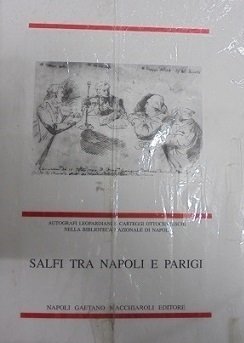 AUTOGRAFI LEOPARDIANI E CARTEGGI OTTOCENTESCHI
NELLA BIBLIOTECA NAZIONALE DI NAPOLI
SALFI TRA NAPOLI E PARIGI
NAPOLI GAETANO MACCHIAROLI EDITORE